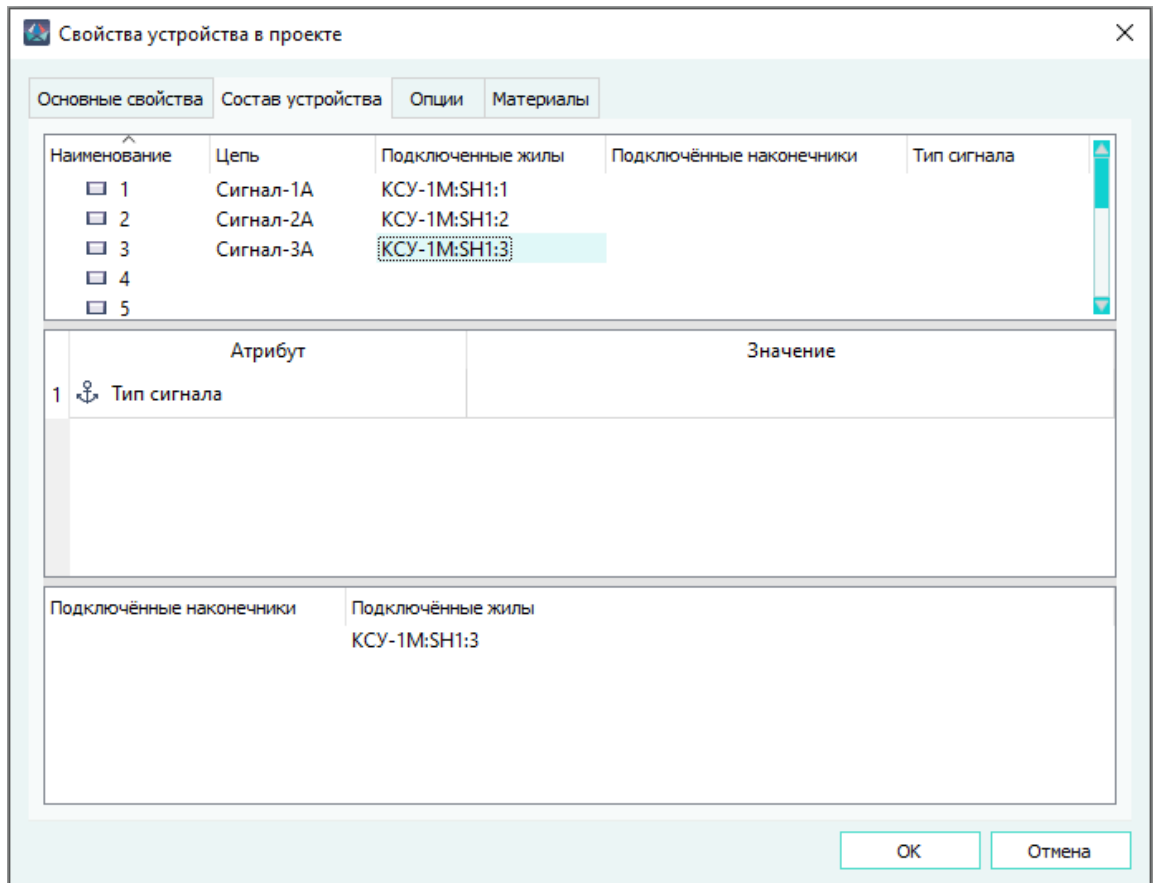 Свойства устройства в проекте
Основные свойства Состав устройства Опции Материалы
Наименование Цепь Подключенные жилы Подключённые наконечники Тип сигнала
1 Сигнал-1А КСУ-1М:SH1:1
2 Сигнал-2А КСУ-1М:SH1:2
3 Сигнал-3А КСУ-1М:SH1:3
4
5
Атрибут Значение
1 Тип сигнала
Подключённые наконечники Подключённые жилы
КСУ-1М:SH1:3
ОК Отмена